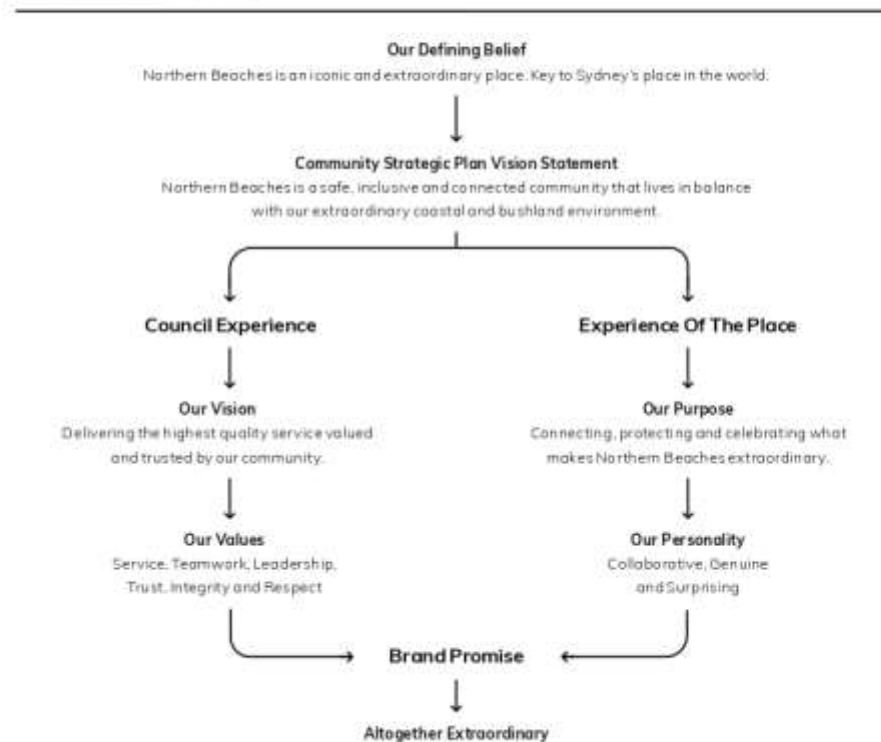 Our Defining Belief
Northern Beaches is an iconic and extraordinary place. Key to Sydney's place in the world.
Community Strategic Plan Vision Statement
Northern Beaches is a safe, inclusive and connected community that lives in balance
with our extraordinary coastal and bushland environment.
Council Experience
Our Vision
Delivering the highest quality service valued
and trusted by our community.
Our Values
Service, Teamwork, Leadership,
Trust, Integrity and Respect
Experience Of The Place
Our Purpose
Connecting, protecting and celebrating what
makes Northern Beaches extraordinary.
Our Personality
Collaborative, Genuine
and Surprising
Brand Promise
Altogether Extraordinary